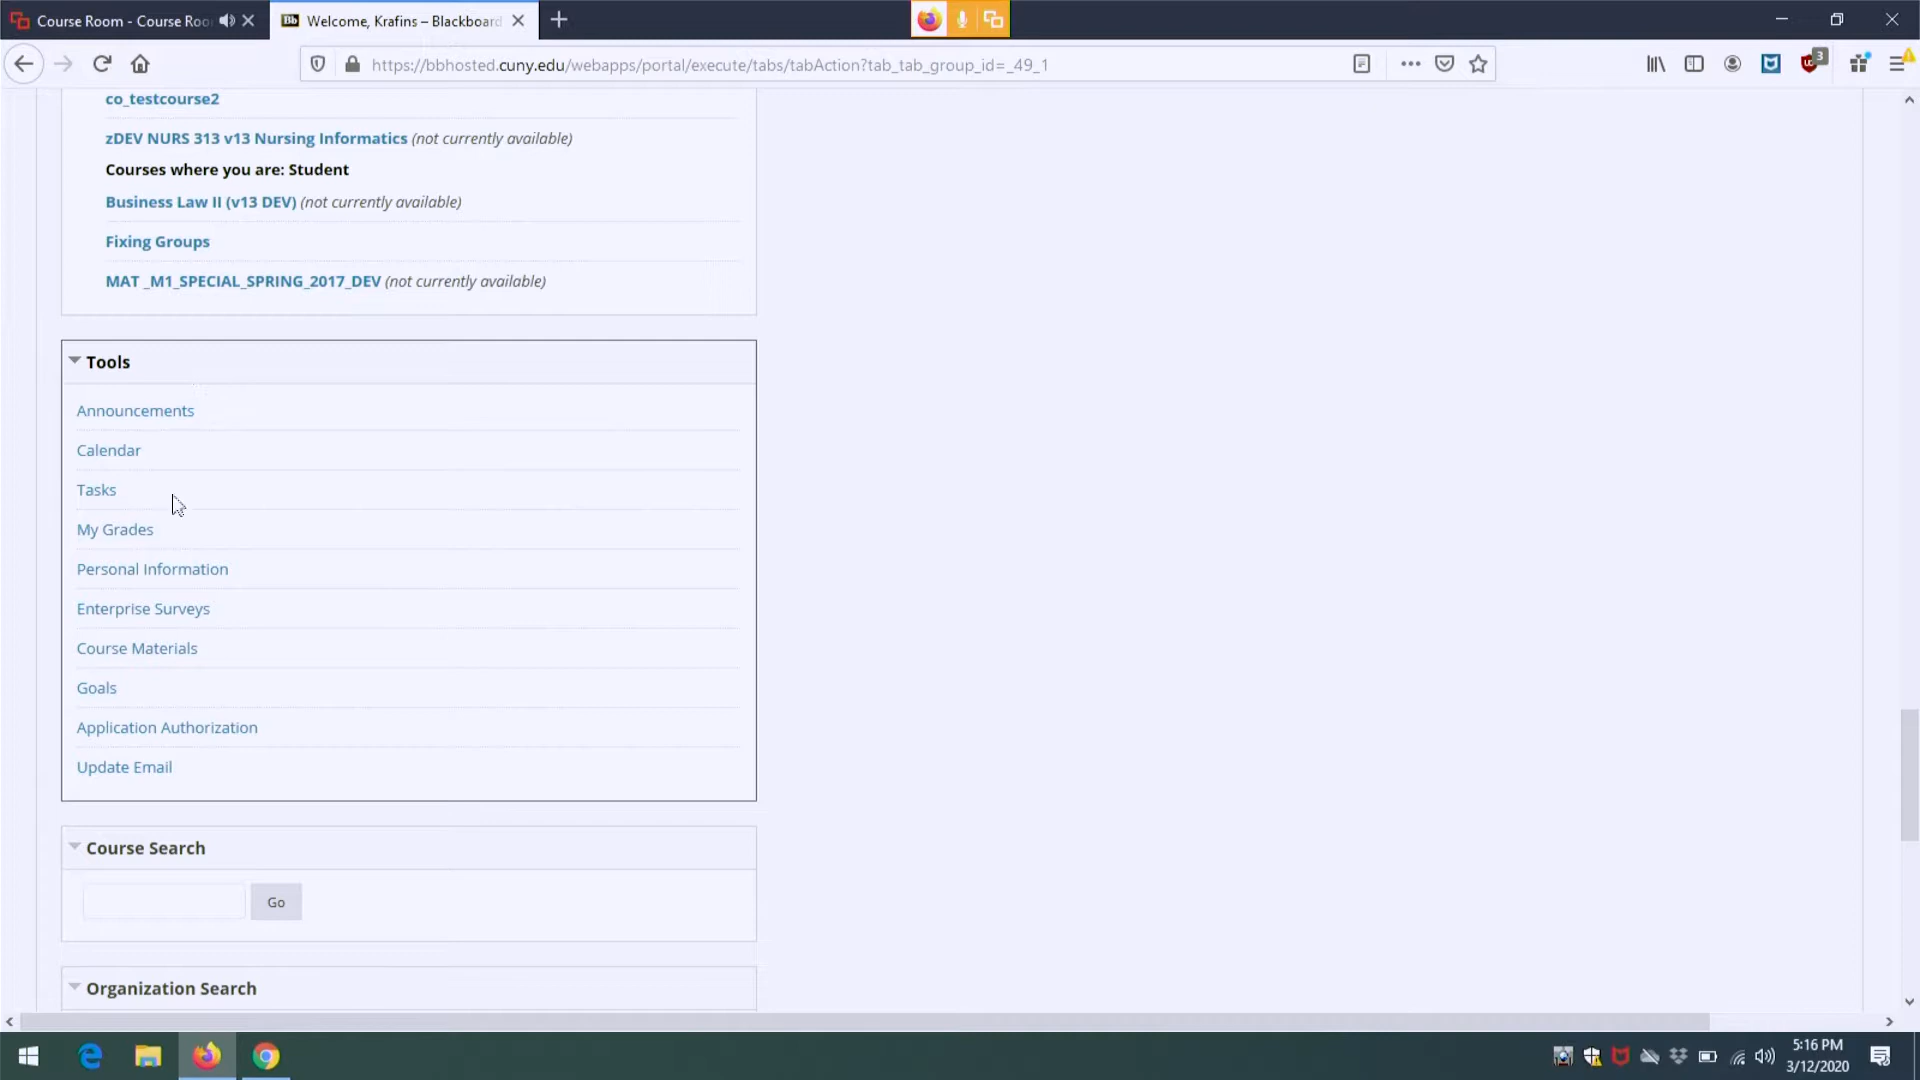 Course Room - Course Roo
Bb Welcome, Krafins – Blackboard
https://bbhosted.cuny.edu/webapps/portal/execute/tabs/tabAction?tab_tab_group_id=_49_1
3
co_testcourse2
zDEV NURS 313 v13 Nursing Informatics (not currently available)
Courses where you are: Student
Business Law II (v13 DEV) (not currently available)
Fixing Groups
MAT _M1_SPECIAL_SPRING_2017_DEV (not currently available)
Tools
Announcements
Calendar
Tasks
My Grades
Personal Information
Enterprise Surveys
Course Materials
Goals
Application Authorization
Update Email
Course Search
Go
Organization Search
5:16 PM
3/12/2020